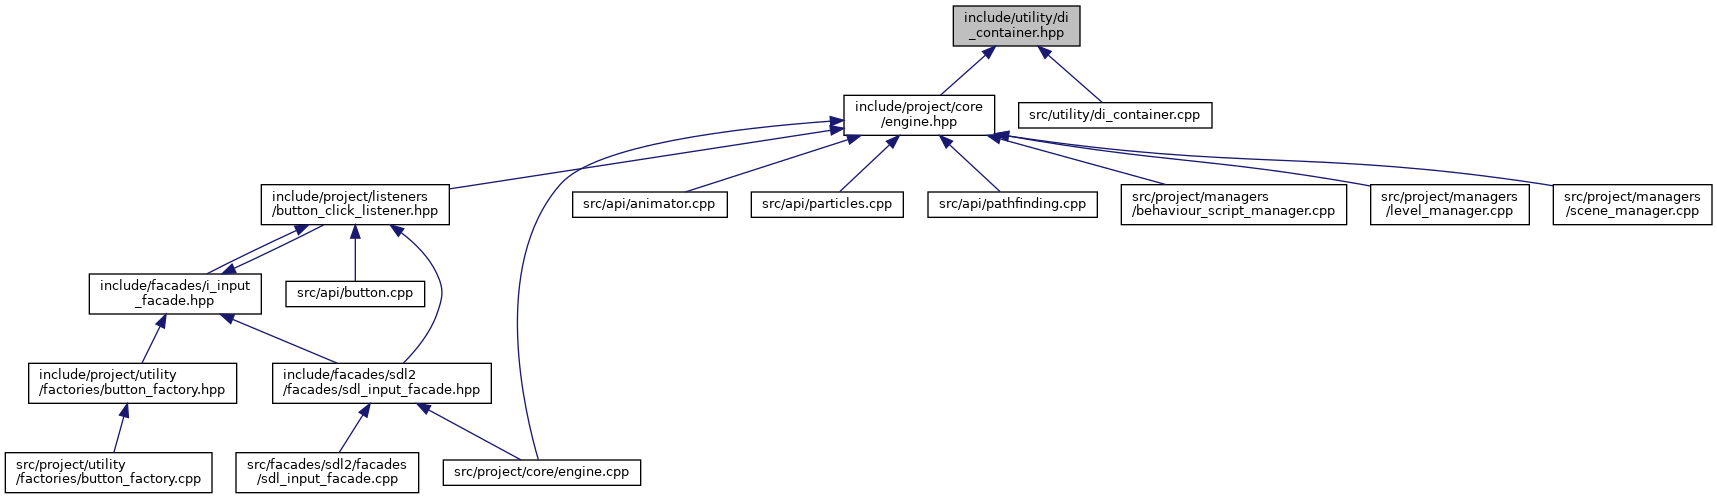 include/utility/di
_container.hpp
include/project/core
/engine.hpp
src/utility/di_container.cpp
include/project/listeners
/button_click_listener.hpp
src/api/animator.cpp
src/api/particles.cpp
src/api/pathfinding.cpp
src/project/managers
/behaviour_script_manager.cpp
src/project/managers
/level_manager.cpp
src/project/managers
/scene_manager.cpp
include/facades/i_input
_facade.hpp
src/api/button.cpp
include/project/utility
/factories/button_factory.hpp
include/facades/sdl2
/facades/sdl_input_facade.hpp
src/project/utility
/factories/button_factory.cpp
src/facades/sdl2/facades
/sdl_input_facade.cpp
src/project/core/engine.cpp